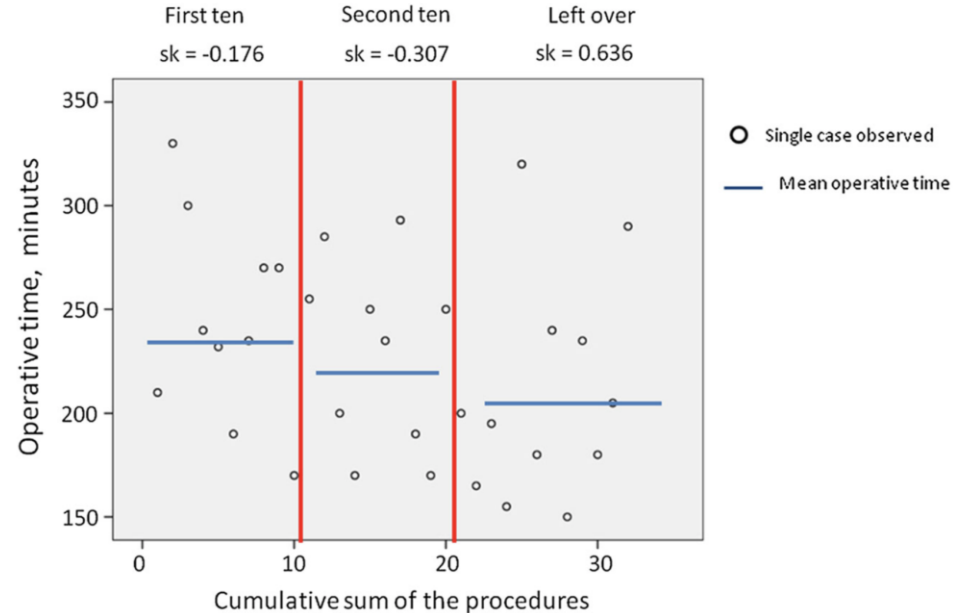 First ten
Second ten
Left over
sk = -0.176
sk = -0.307
sk = 0.636
350
300
250
200
150
Operative time, minutes
0
10
20
30
Cumulative sum of the procedures
Single case observed
Mean operative time